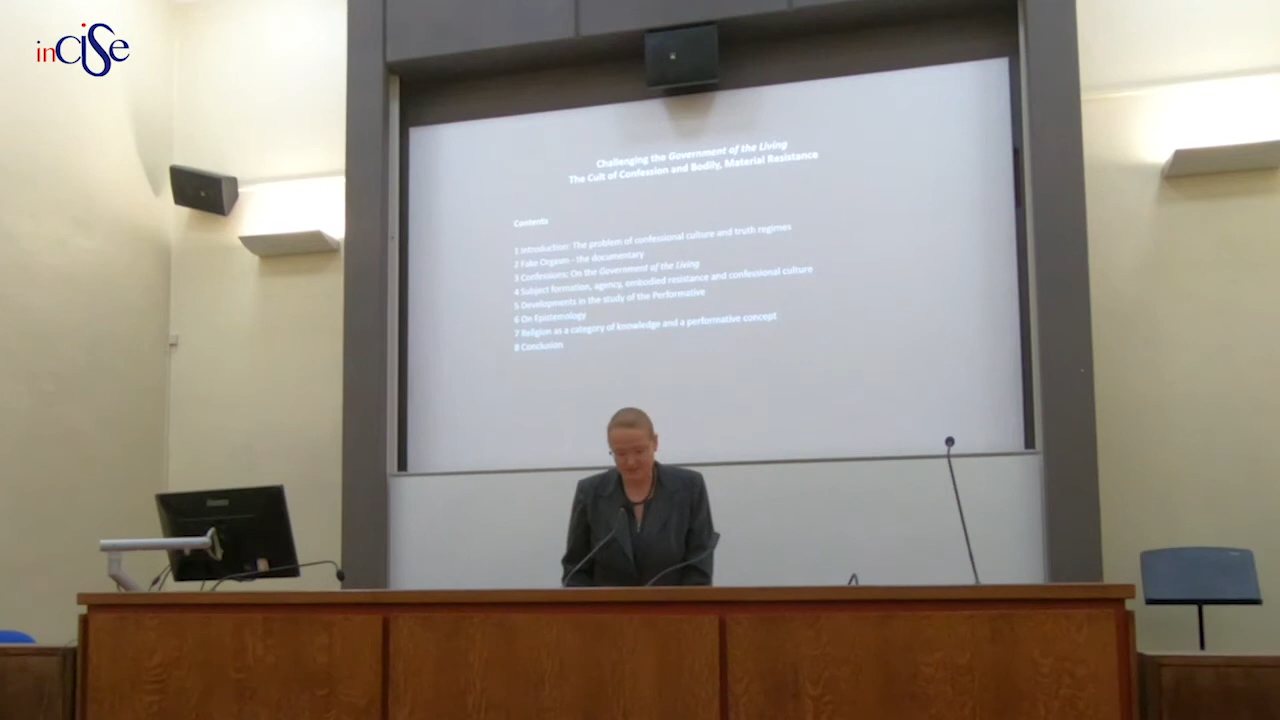 inCISe
Challenging the Government of the Living
The Cult of Confession and Bodily, Material Resistance
Contents
1 Introduction: The problem of confessional culture and truth regimes
2 Fake Orgasm - the documentary
3 Confessions: On the Government of the Living
4 Subject formation, agency, embodied resistance and confessional culture
5 Developments in the study of the Performative
6 On Epistemology
7 Religion as a category of knowledge and a performative concept
8 Conclusion